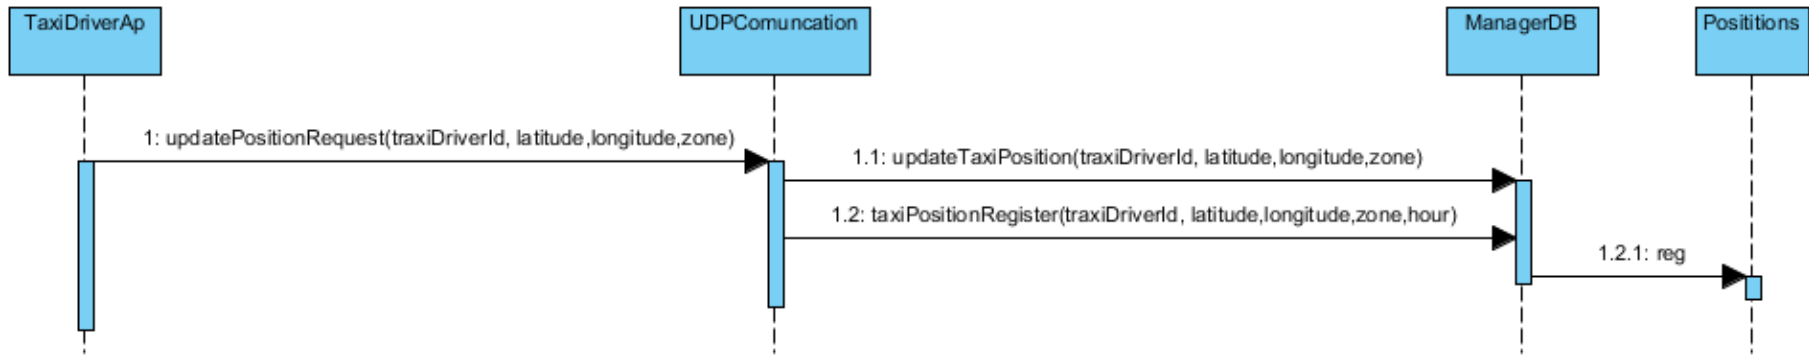 TaxiDriverAp
UDPComuncation
ManagerDB
Posititions
1: updatePositionRequest(traxiDriverId, latitude,longitude,zone)
1.1: updateTaxiPosition(traxiDriverId, latitude,longitude,zone)
1.2: taxiPositionRegister(traxiDriverId, latitude,longitude,zone,hour)
1.2.1: reg